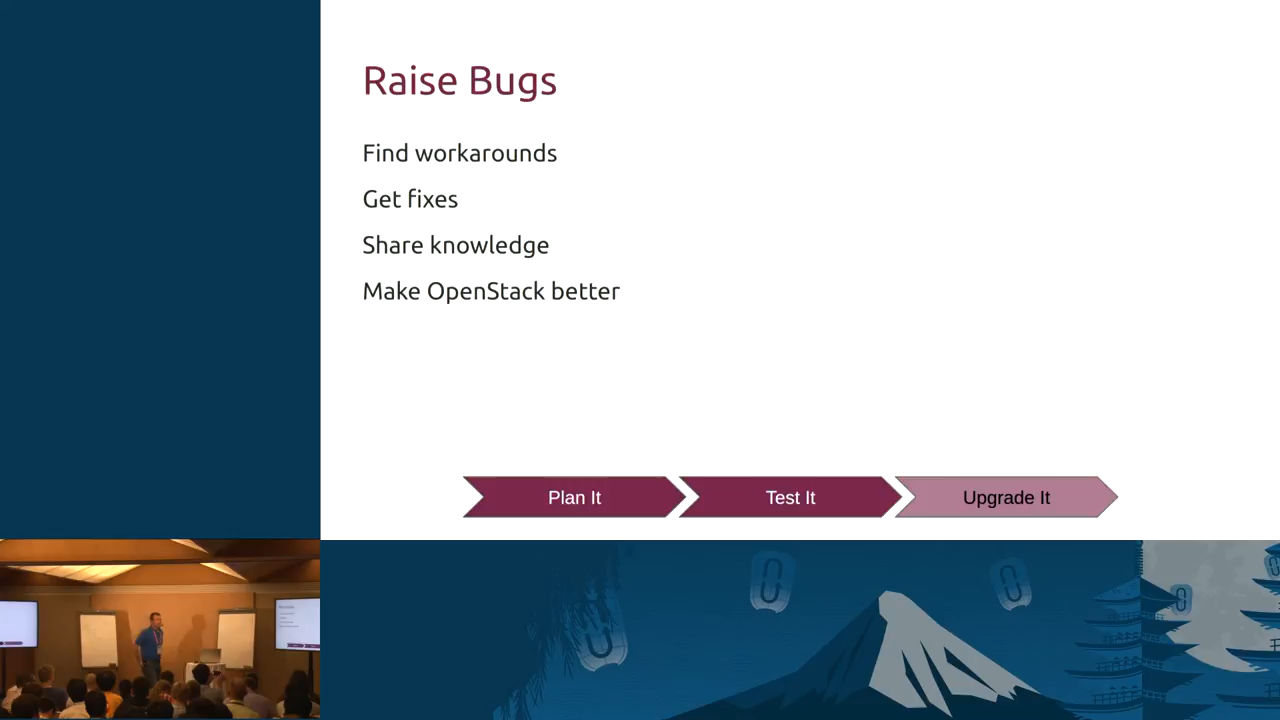 Raise Bugs
Find workarounds
Get fixes
Share knowledge
Make OpenStack better
Plan It
Test It
Upgrade It